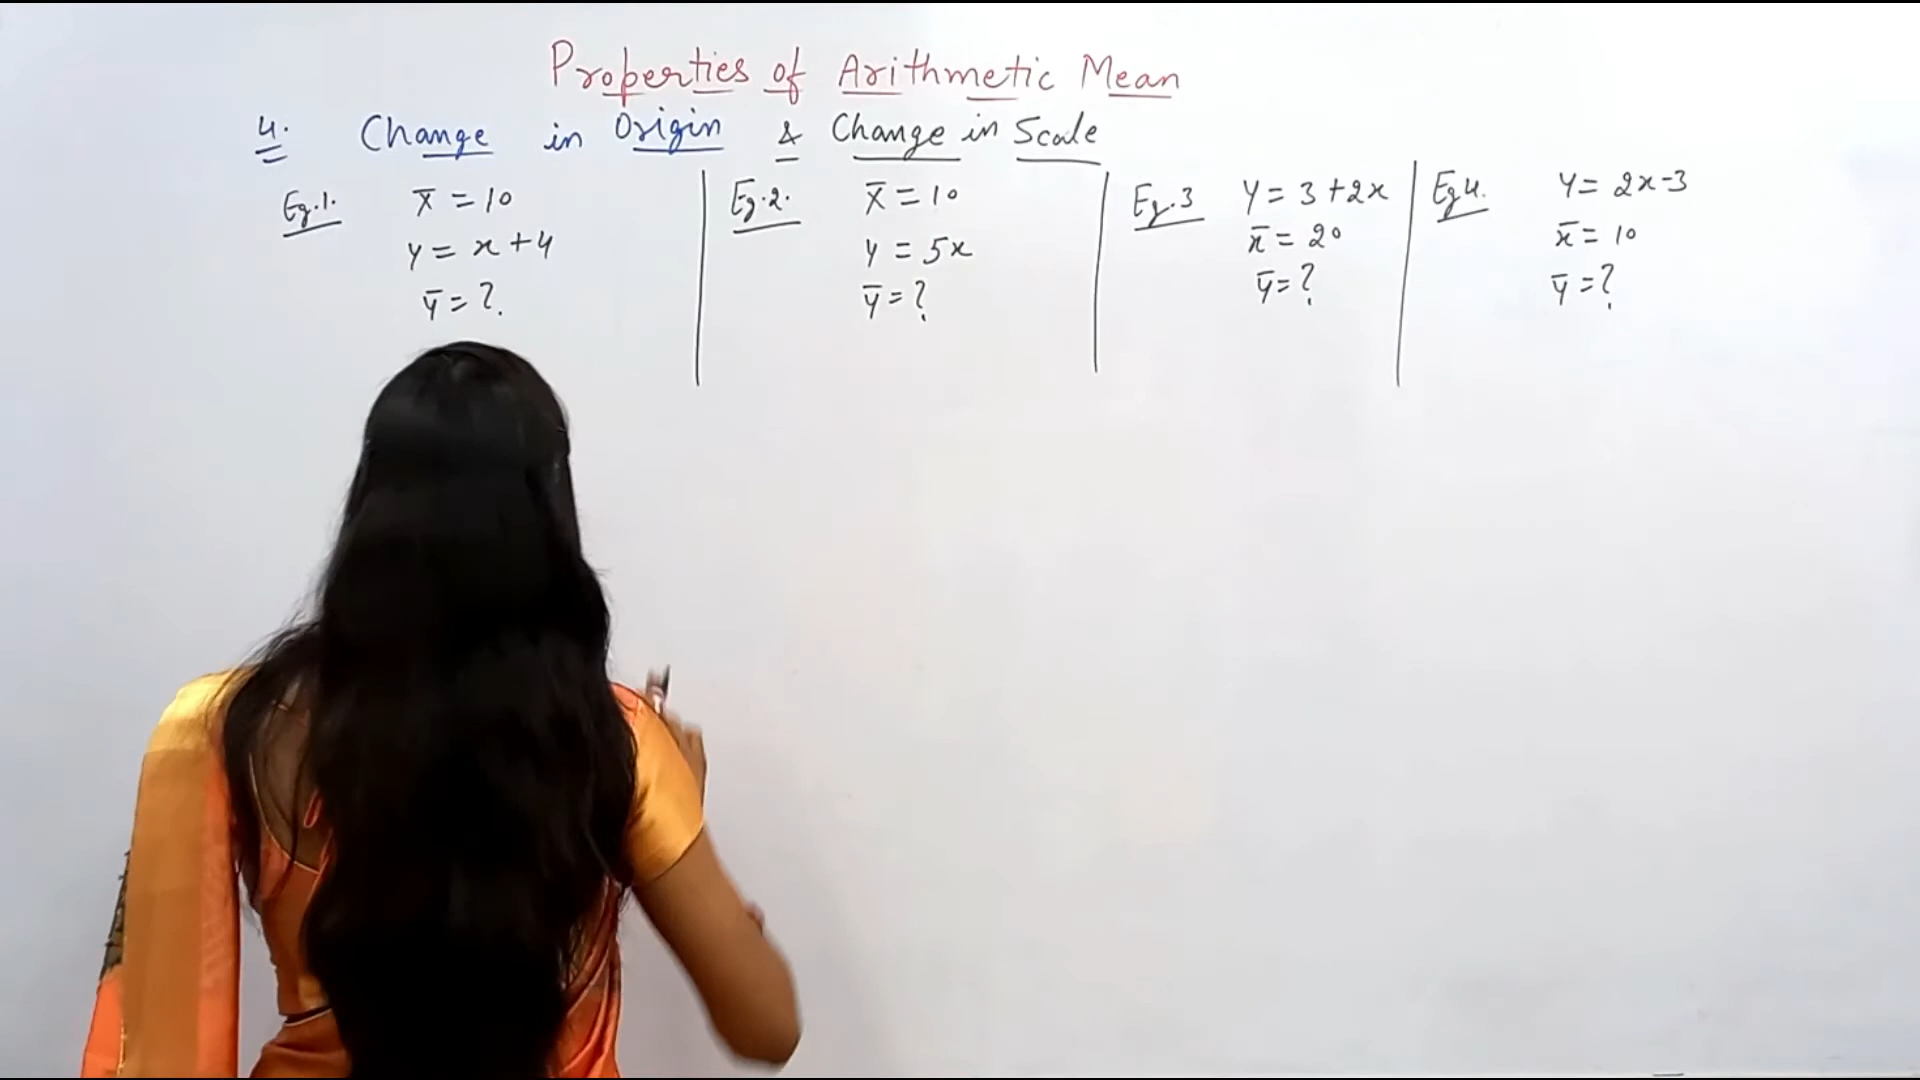 Properties of Arithmetic Mean
4. Change in Origin & Change in Scale
Eg.1. x̅ = 10
y = x + 4
y̅ = ?
Eg.2. x̅ = 10
y = 5x
y̅ = ?
Eg.3 y = 3 + 2x
x̅ = 20
y̅ = ?
Eg 4. y = 2x - 3
x̅ = 10
y̅ = ?